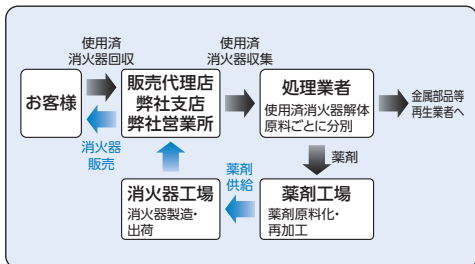 使用済
消火器回収
使用済
消火器収集
お客様
販売代理店
弊社支店
弊社営業所
処理業者
使用済消火器解体
原料ごとに分別
金属部品等
再生業者へ
消火器
販売
薬剤
薬剤
供給
消火器工場
消火器製造・
出荷
薬剤工場
薬剤原料化・
再加工